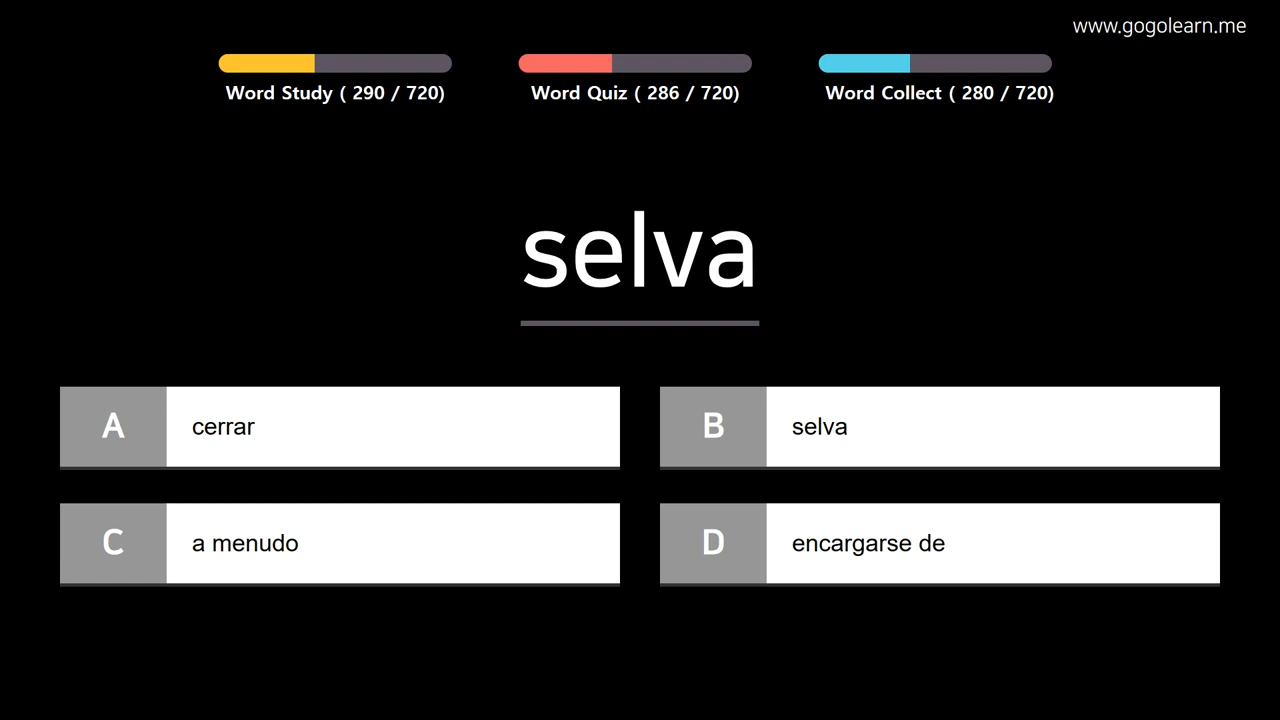 www.gogolearn.me
Word Study ( 290 / 720)
Word Quiz ( 286 / 720)
Word Collect ( 280 / 720)
selva
A cerrar
B selva
C a menudo
D encargarse de